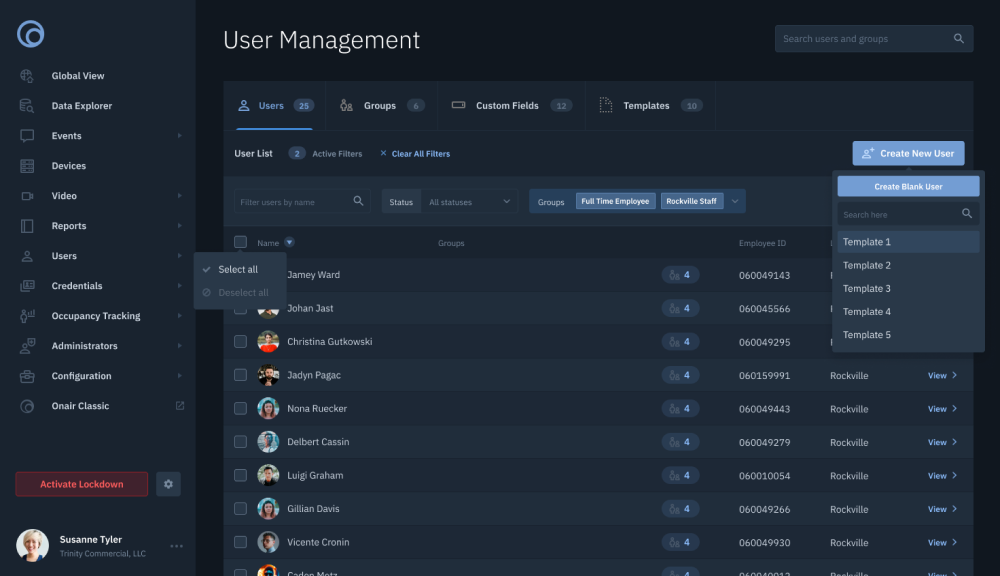 Global View
Data Explorer
Events
Devices
Video
Reports
Users
Credentials
Occupancy Tracking
Administrators
Configuration
Onair Classic
Activate Lockdown
Susanne Tyler
Trinity Commercial, LLC
User Management
Search users and groups
Users 25
Groups 6
Custom Fields 12
Templates 10
User List 2 Active Filters × Clear All Filters
Create New User
Filter users by name
Status All statuses
Groups Full Time Employee Rockville Staff
Create Blank User
Search here
Template 1
Template 2
Template 3
Template 4
Template 5
Name Groups Employee ID
Select all
Deselect all
Jamey Ward 4 060049143
Johan Jast 4 060045566
Christina Gutkowski 4 060049295
Jadyn Pagac 4 060159991 Rockville View
Nona Ruecker 4 060049443 Rockville View
Delbert Cassin 4 060049279 Rockville View
Luigi Graham 4 060010054 Rockville View
Gillian Davis 4 060049266 Rockville View
Vicente Cronin 4 060049930 Rockville View
Caden Metz 4 Rockville View